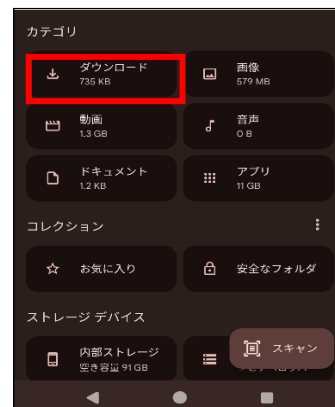 カテゴリ
ダウンロード
735 KB
画像
579 MB
動画
1.3 GB
音声
0 B
ドキュメント
1.2 KB
アプリ
11 GB
コレクション
お気に入り
安全なフォルダ
ストレージ デバイス
内部ストレージ
空き容量 91 GB
スキャン